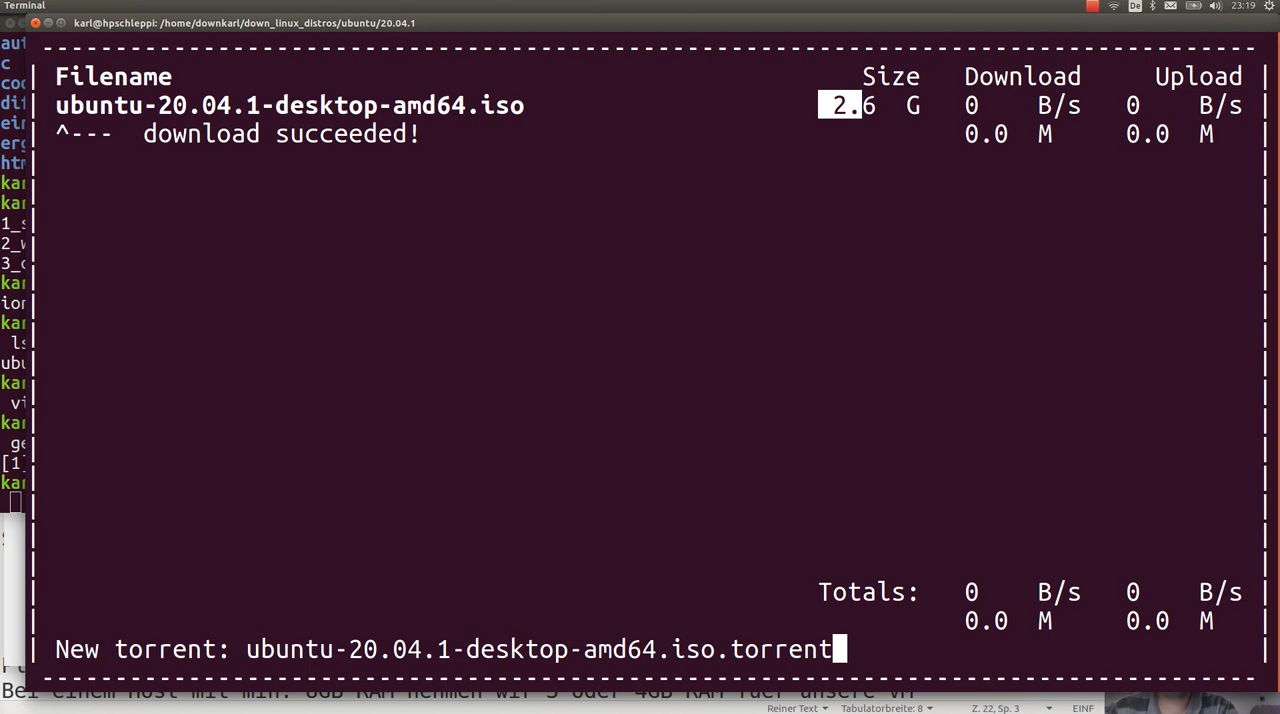 Terminal
De
23:19
karl@hpschleppi: /home/downkarl/down_linux_distros/ubuntu/20.04.1
Filename Size Download Upload
ubuntu-20.04.1-desktop-amd64.iso 2.6 G 0 B/s 0 B/s
^--- download succeeded! 0.0 M 0.0 M
Totals: 0 B/s 0 B/s
0.0 M 0.0 M
New torrent: ubuntu-20.04.1-desktop-amd64.iso.torrent
Reiner Text Tabulatorbreite: 8 Z. 22, Sp. 3 EINF